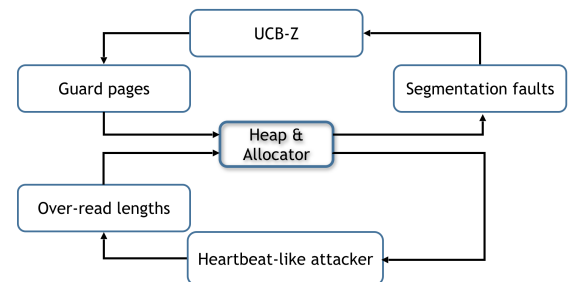 UCB-Z
Guard pages
Segmentation faults
Heap &
Allocator
Over-read lengths
Heartbeat-like attacker